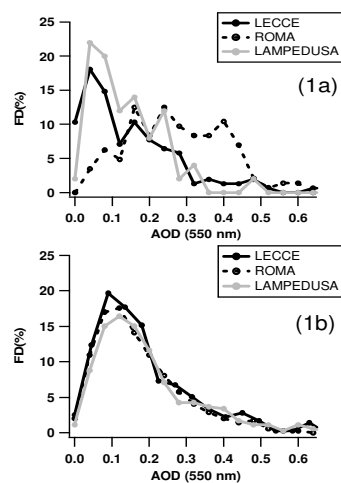 LECCE
ROMA
LAMPEDUSA
(1a)
FD(%)
25
20
15
10
5
0
0.0 0.1 0.2 0.3 0.4 0.5 0.6
AOD (550 nm)
LECCE
ROMA
LAMPEDUSA
(1b)
FD(%)
25
20
15
10
5
0
0.0 0.1 0.2 0.3 0.4 0.5 0.6
AOD (550 nm)